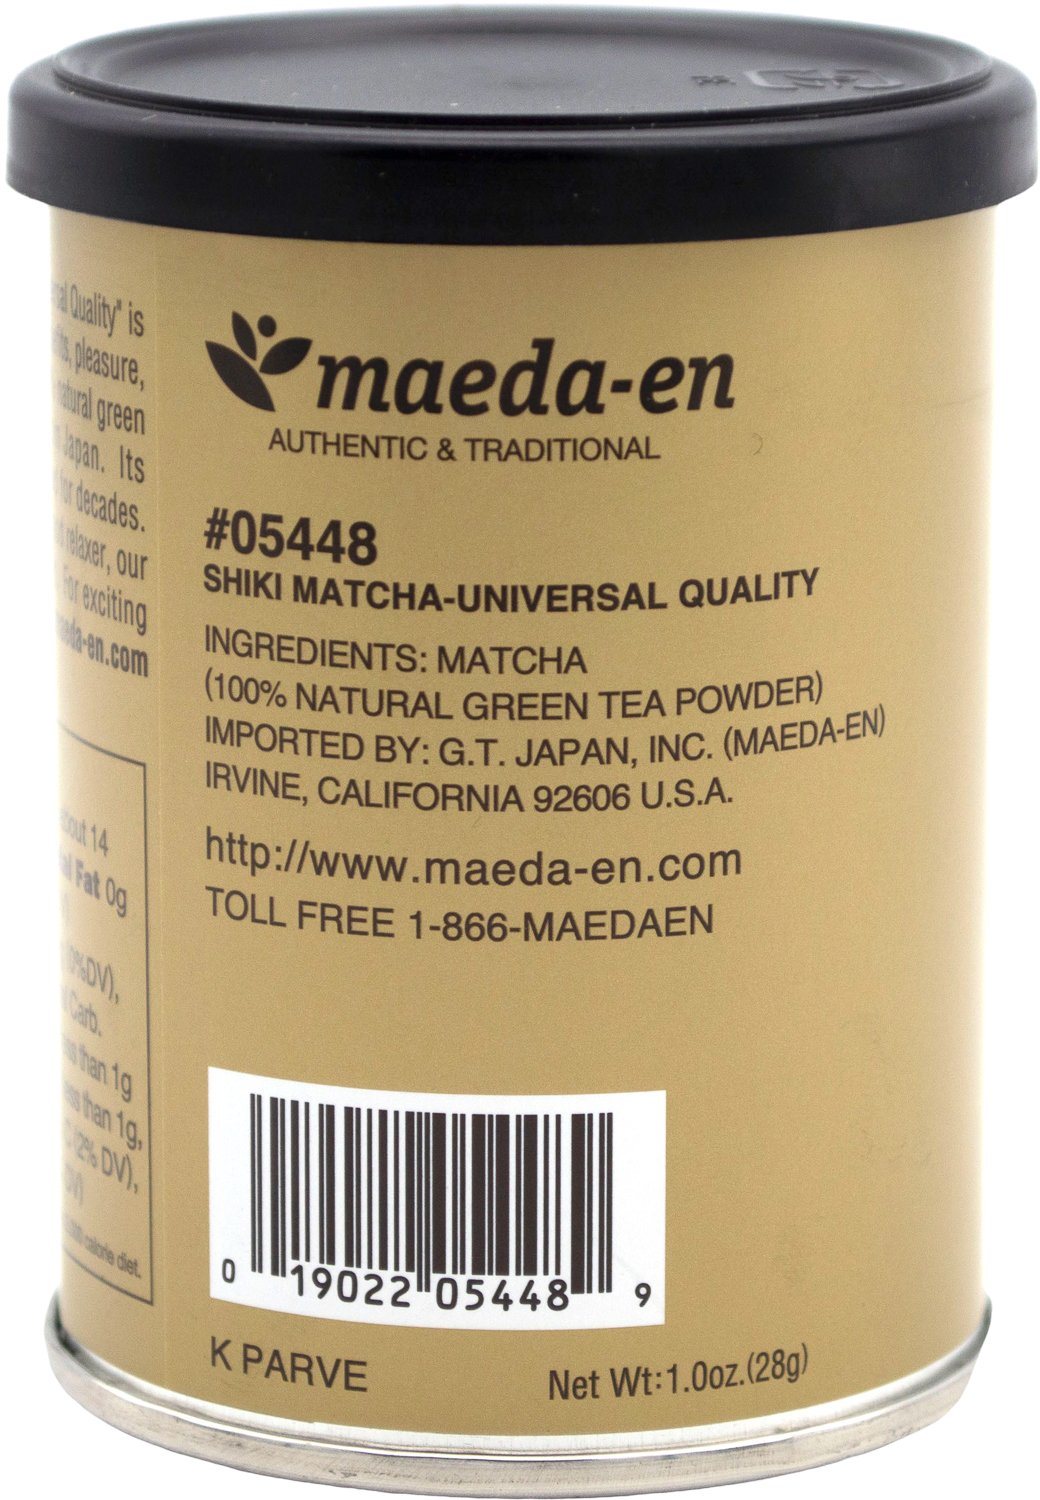 Quality" is
pleasure,
natural green
Japan. Its
for decades.
relaxer, our
For exciting
maeda-en.com
about 14
Fat 0g
(0%DV),
Carb.
than 1g
less than 1g,
(2% DV),
calorie diet.
maeda-en
AUTHENTIC & TRADITIONAL
#05448
SHIKI MATCHA-UNIVERSAL QUALITY
INGREDIENTS: MATCHA
(100% NATURAL GREEN TEA POWDER)
IMPORTED BY: G.T. JAPAN, INC. (MAEDA-EN)
IRVINE, CALIFORNIA 92606 U.S.A.
http://www.maeda-en.com
TOLL FREE 1-866-MAEDAEN
0 19022 05448 9
K PARVE
Net Wt:1.0oz.(28g)